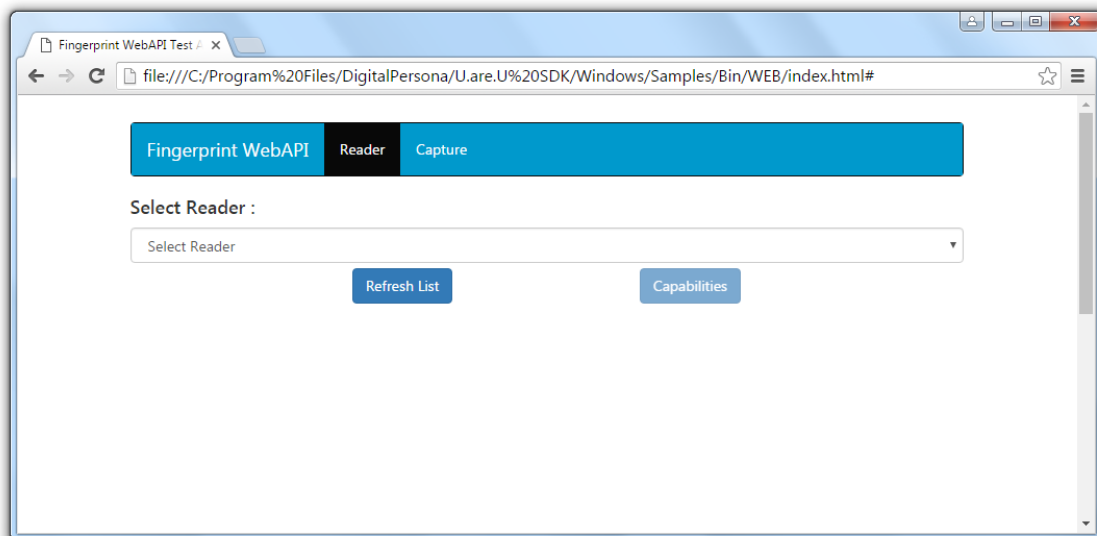 Fingerprint WebAPI Test
file:///C:/Program%20Files/DigitalPersona/U.are.U%20SDK/Windows/Samples/Bin/WEB/index.html#
Fingerprint WebAPI Reader Capture
Select Reader :
Select Reader
Refresh List Capabilities